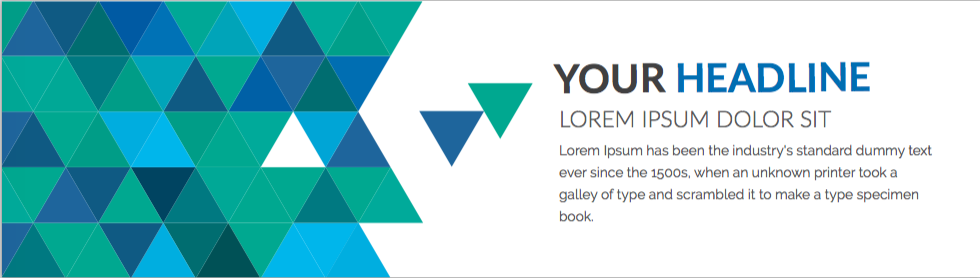 YOUR HEADLINE
LOREM IPSUM DOLOR SIT
Lorem Ipsum has been the industry's standard dummy text
ever since the 1500s, when an unknown printer took a
galley of type and scrambled it to make a type specimen
book.